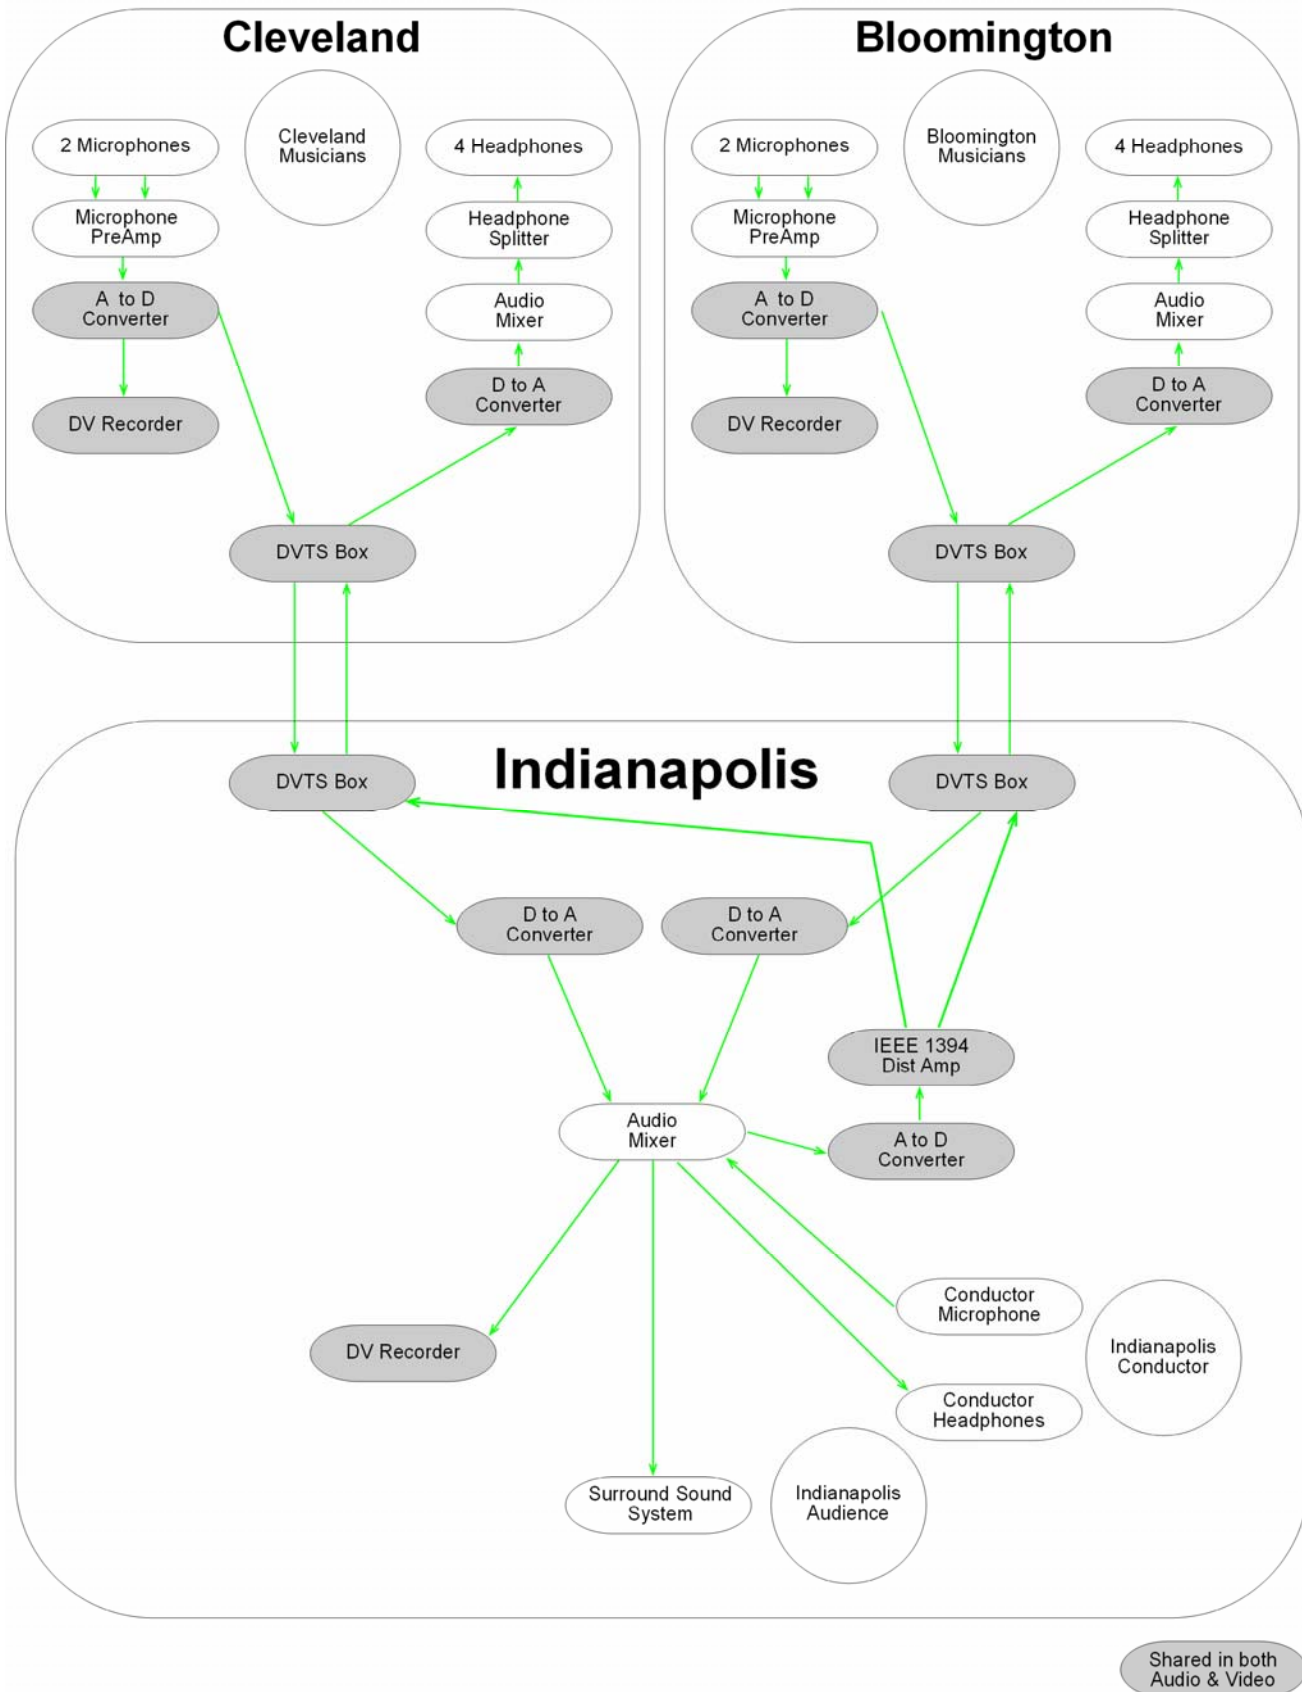 Cleveland
2 Microphones
Cleveland
Musicians
4 Headphones
Microphone
PreAmp
Headphone
Splitter
A to D
Converter
Audio
Mixer
DV Recorder
D to A
Converter
DVTS Box
Bloomington
2 Microphones
Bloomington
Musicians
4 Headphones
Microphone
PreAmp
Headphone
Splitter
A to D
Converter
Audio
Mixer
DV Recorder
D to A
Converter
DVTS Box
Indianapolis
DVTS Box
DVTS Box
D to A
Converter
D to A
Converter
IEEE 1394
Dist Amp
Audio
Mixer
A to D
Converter
Conductor
Microphone
Indianapolis
Conductor
DV Recorder
Conductor
Headphones
Surround Sound
System
Indianapolis
Audience
Shared in both
Audio & Video